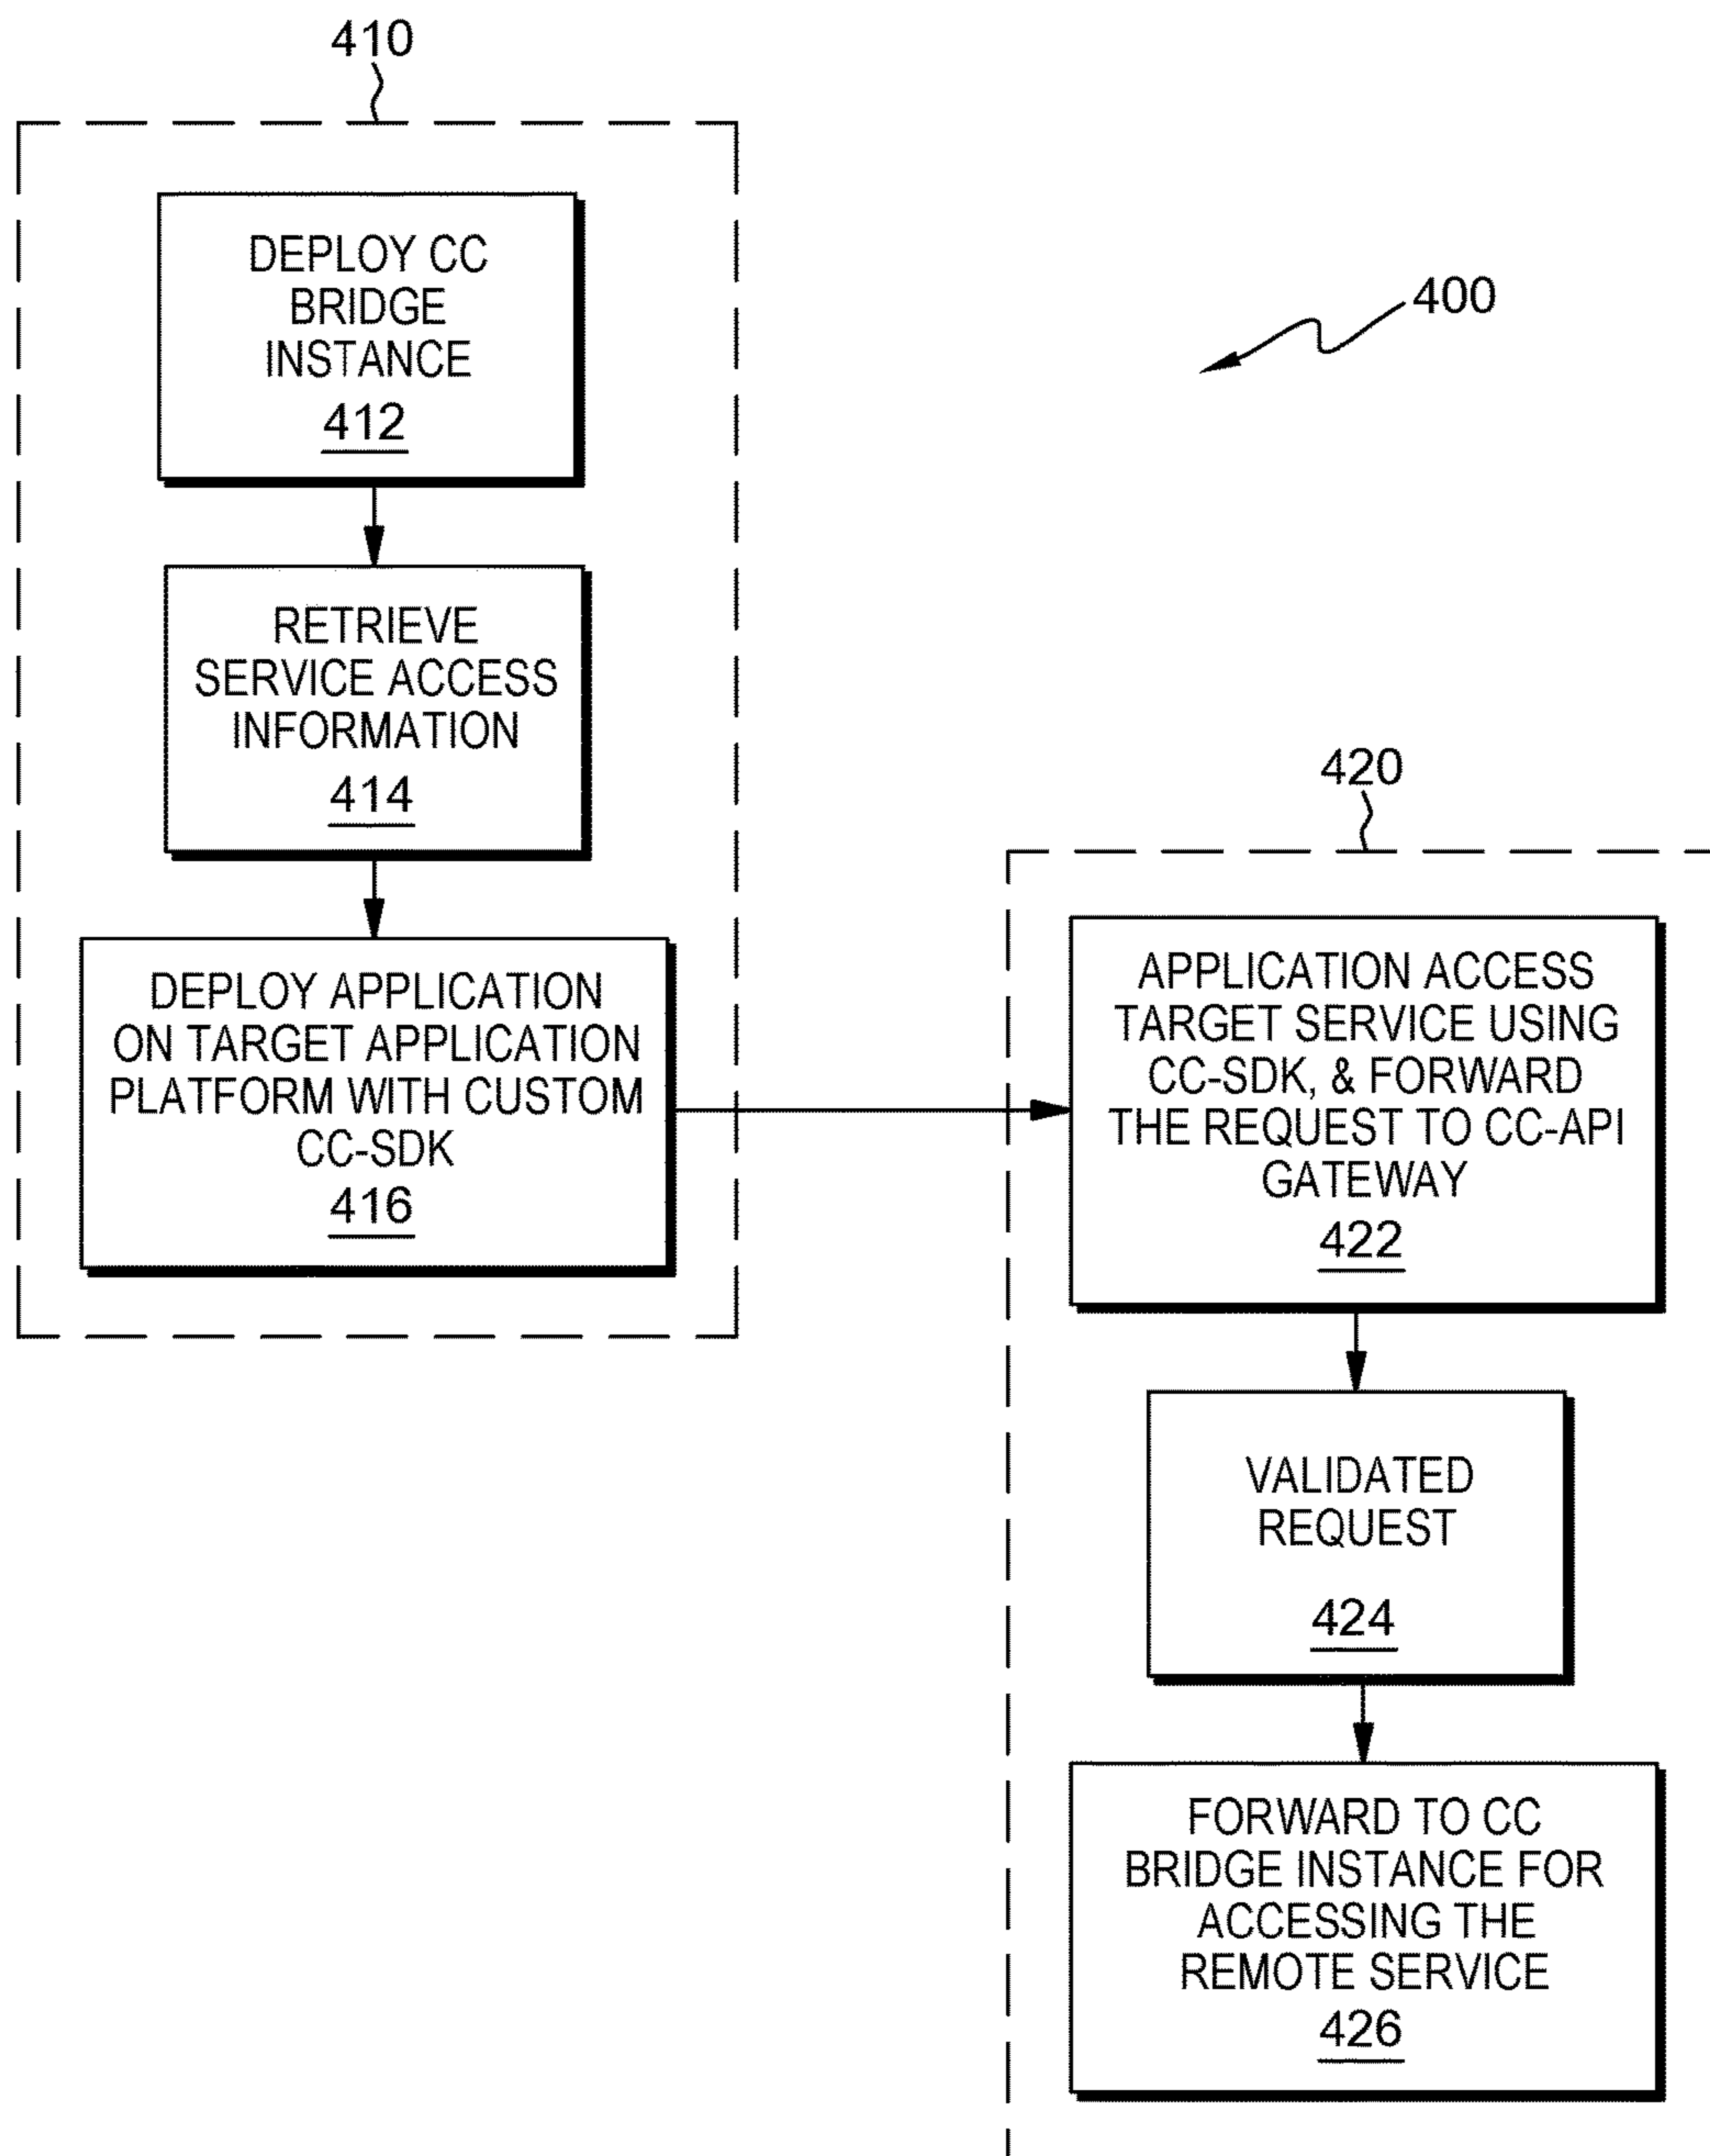 410
DEPLOY CC
BRIDGE
INSTANCE
412
400
RETRIEVE
SERVICE ACCESS
INFORMATION
414
DEPLOY APPLICATION
ON TARGET APPLICATION
PLATFORM WITH CUSTOM
CC-SDK
416
420
APPLICATION ACCESS
TARGET SERVICE USING
CC-SDK, & FORWARD
THE REQUEST TO CC-API
GATEWAY
422
VALIDATED
REQUEST
424
FORWARD TO CC
BRIDGE INSTANCE FOR
ACCESSING THE
REMOTE SERVICE
426